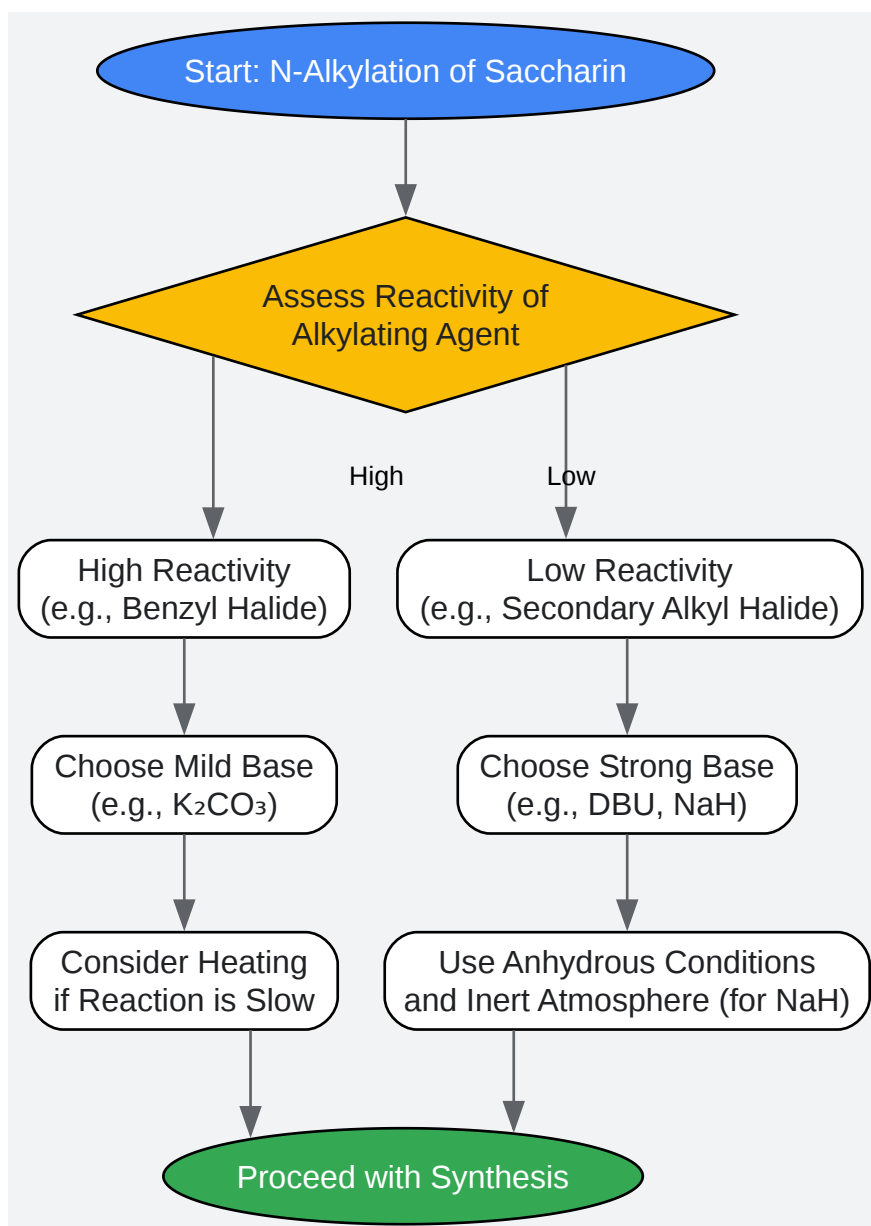 Start: N-Alkylation of Saccharin
Assess Reactivity of
Alkylating Agent
High
Low
High Reactivity
(e.g., Benzyl Halide)
Low Reactivity
(e.g., Secondary Alkyl Halide)
Choose Mild Base
(e.g., K₂CO₃)
Choose Strong Base
(e.g., DBU, NaH)
Consider Heating
if Reaction is Slow
Use Anhydrous Conditions
and Inert Atmosphere (for NaH)
Proceed with Synthesis